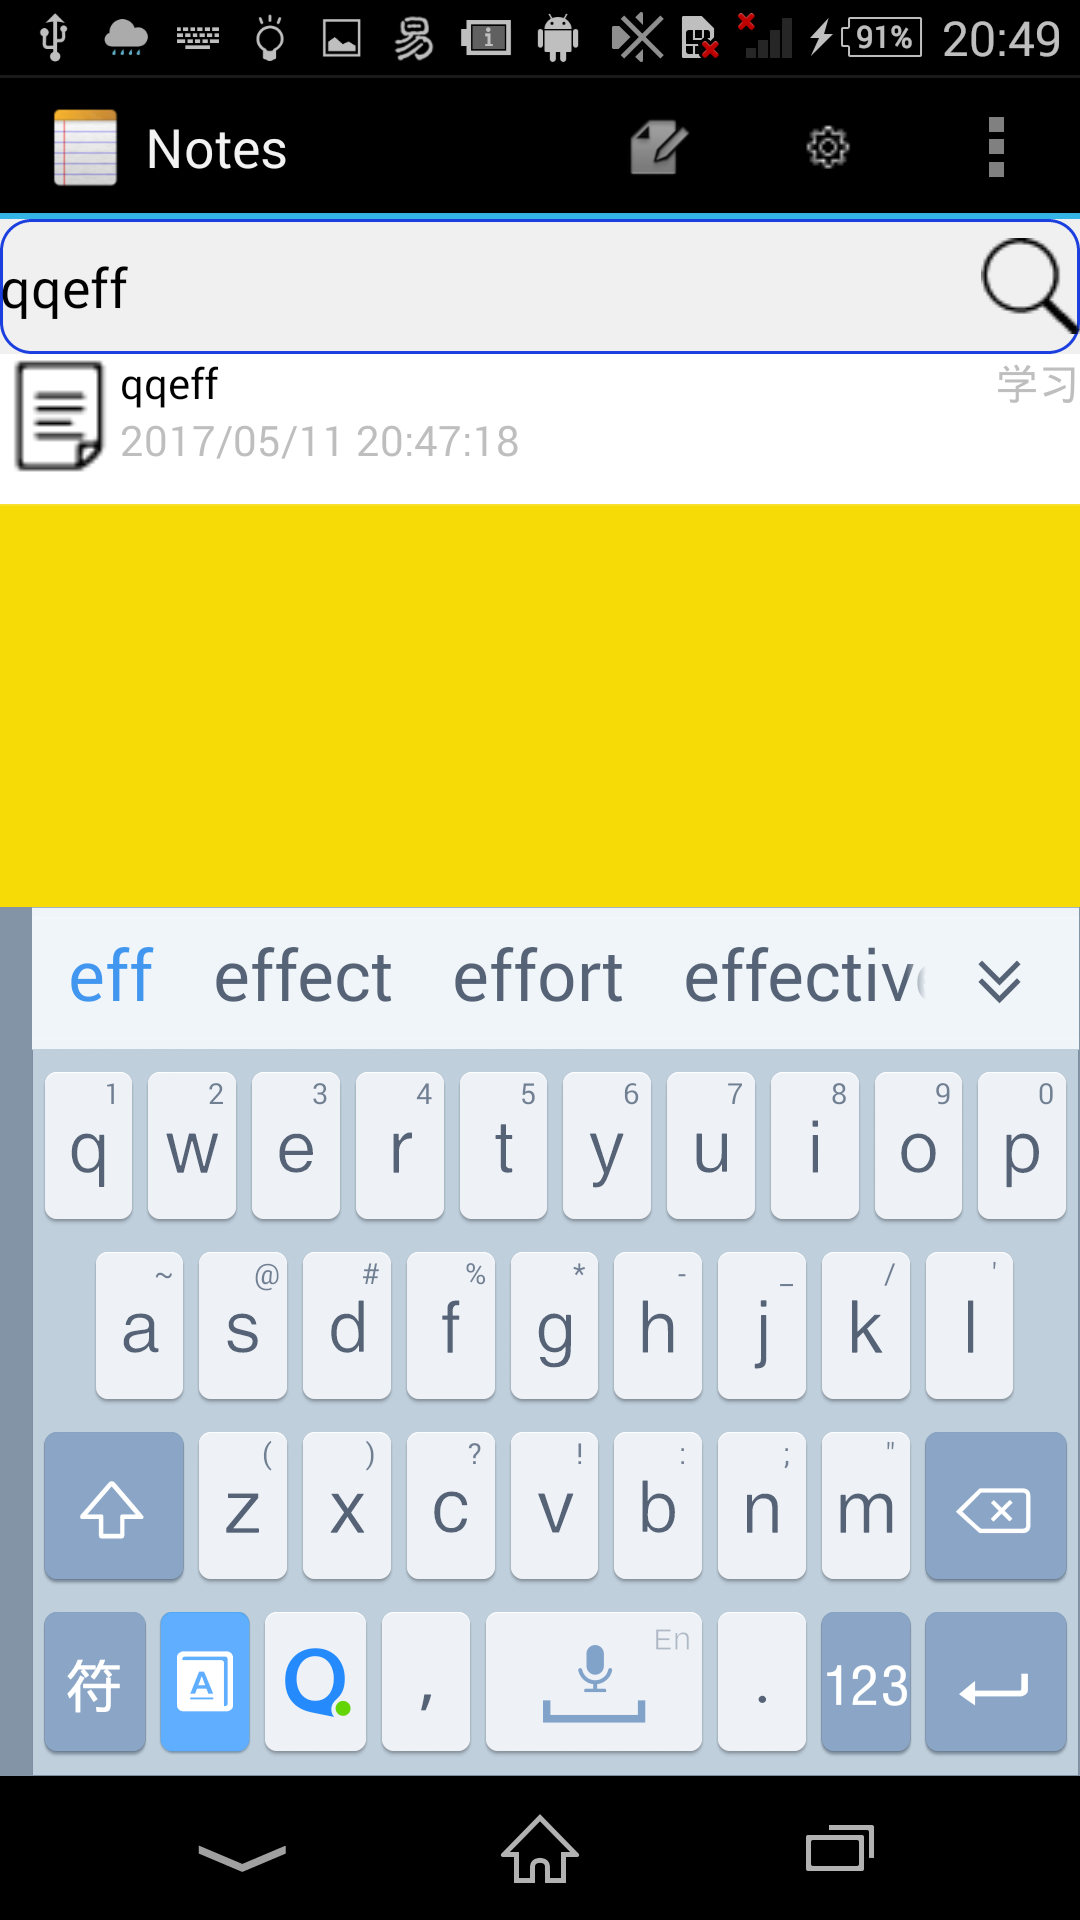 91% 20:49
Notes
qqeff
qqeff 学习
2017/05/11 20:47:18
eff effect effort effectiv
1 2 3 4 5 6 7 8 9 0
q w e r t y u i o p
~ @ # % * - _ / '
a s d f g h j k l
( ) ? ! : ; "
z x c v b n m
符 A Q , En . 123